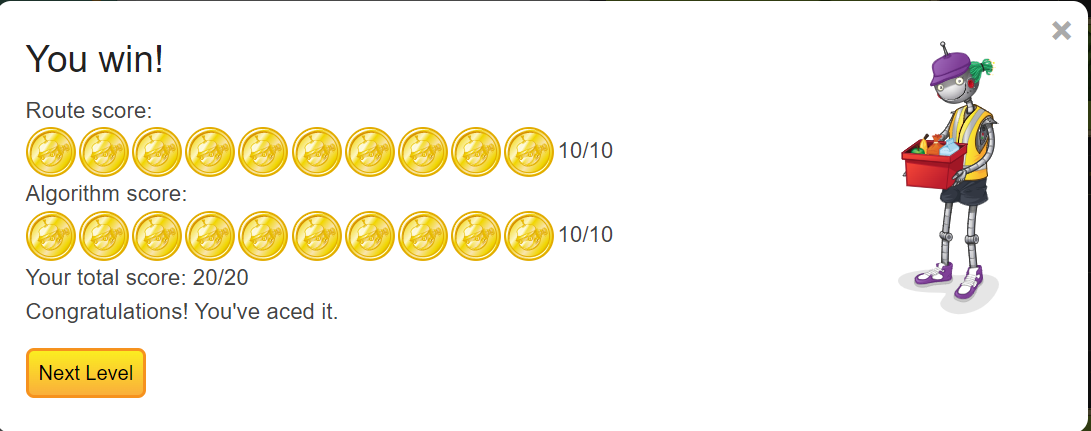 You win!
Route score:
10/10
Algorithm score:
10/10
Your total score: 20/20
Congratulations! You've aced it.
Next Level